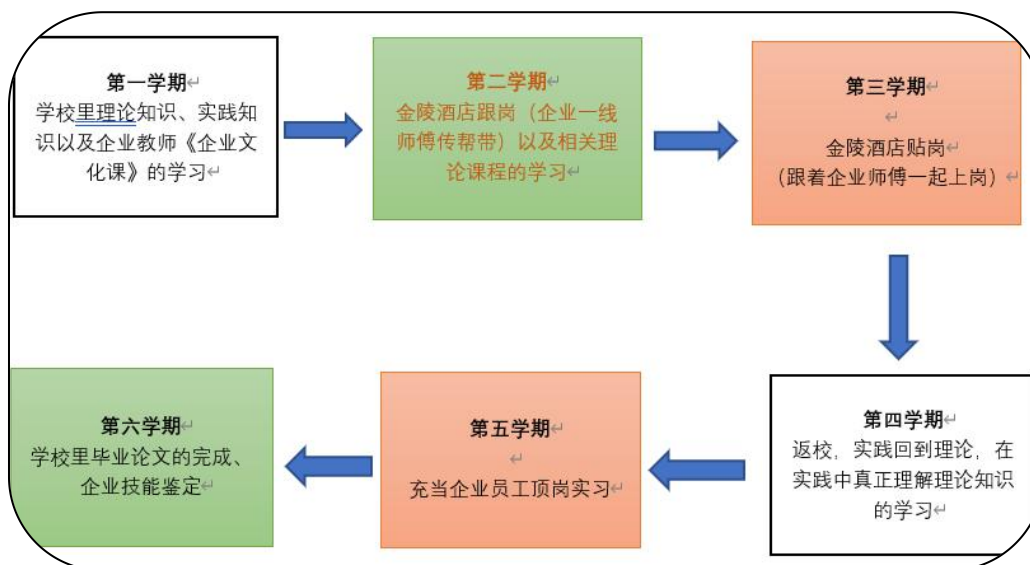 第一学期↵
学校里理论知识、实践知
识以及企业教师《企业文
化课》的学习↵
第二学期↵
金陵酒店跟岗（企业一线
师傅传帮带）以及相关理
论课程的学习↵
第三学期↵
↵
金陵酒店贴岗↵
（跟着企业师傅一起上岗）↵
第四学期↵
返校，实践回到理论，在
实践中真正理解理论知识
的学习↵
第五学期↵
↵
充当企业员工顶岗实习↵
第六学期↵
学校里毕业论文的完成、
企业技能鉴定↵